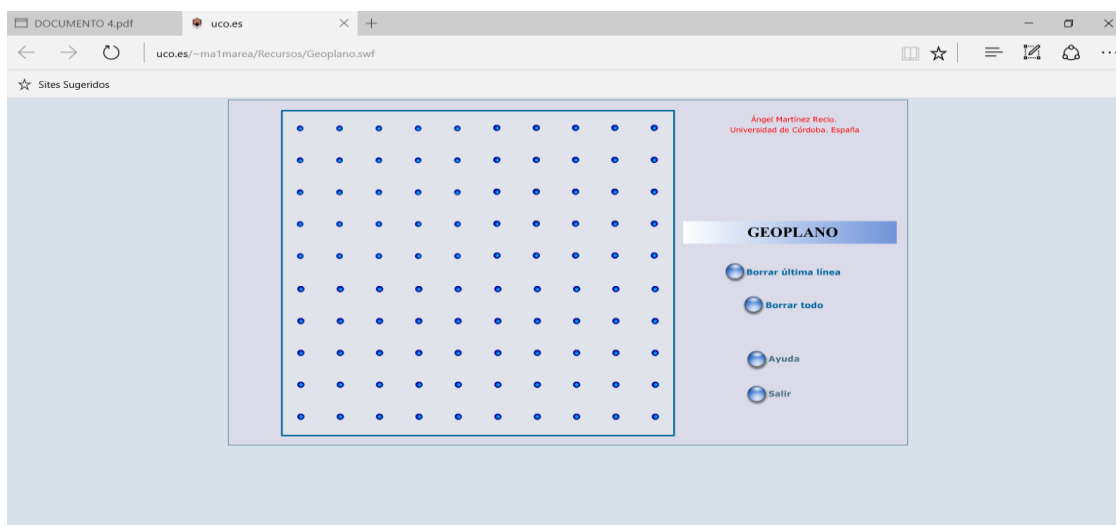 DOCUMENTO 4.pdf
uco.es
uco.es/~ma1marea/Recursos/Geoplano.swf
Sites Sugeridos
Ángel Martínez Recio.
Universidad de Córdoba. España
GEOPLANO
Borrar última línea
Borrar todo
Ayuda
Salir